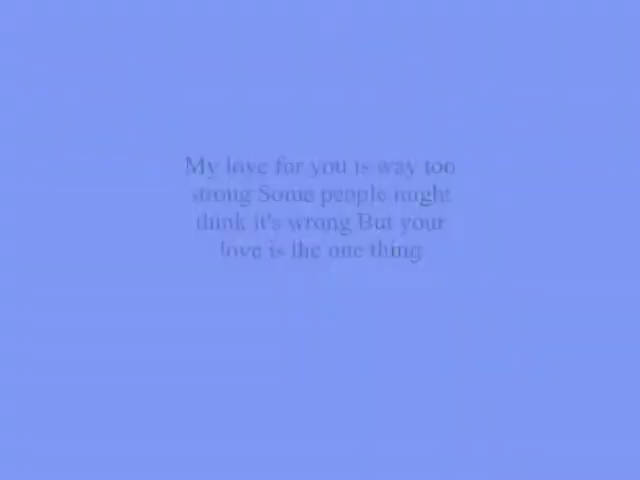 My love for you is way too
strong Some people might
think it's wrong But your
love is the one thing